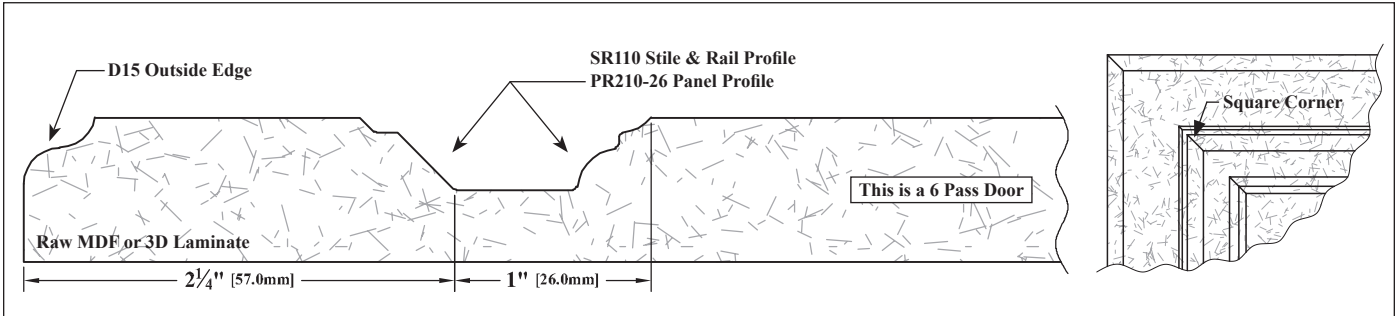 D15 Outside Edge
SR110 Stile & Rail Profile
PR210-26 Panel Profile
Square Corner
This is a 6 Pass Door
Raw MDF or 3D Laminate
2¼" [57.0mm]
1" [26.0mm]